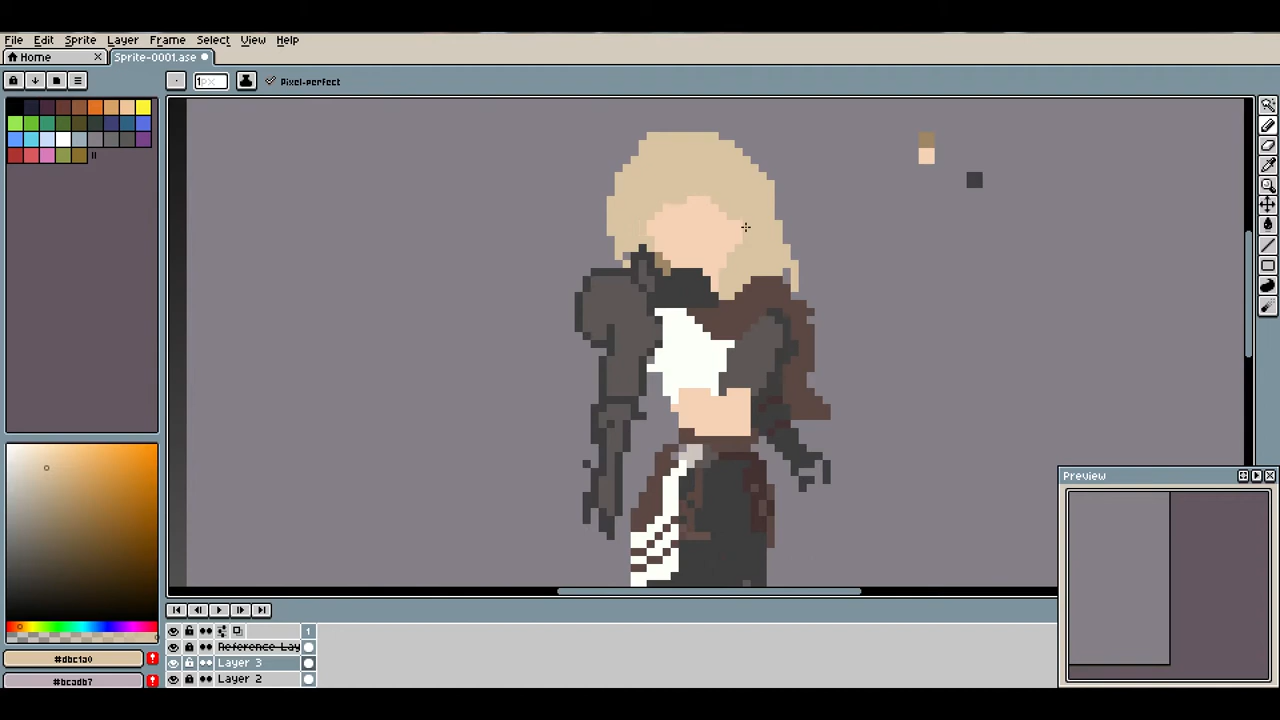 File Edit Sprite Layer Frame Select View Help
Home Sprite-0001.ase
1px Pixel-perfect
Preview
1
Reference Lay
Layer 3
Layer 2
#dbc1a0
#bcadb7